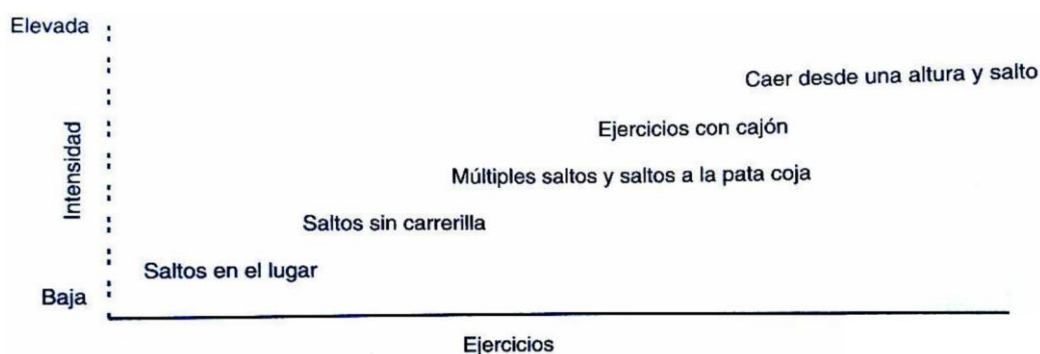 Elevada
Caer desde una altura y salto
Ejercicios con cajón
Múltiples saltos y saltos a la pata coja
Intensidad
Saltos sin carrerilla
Saltos en el lugar
Baja
Ejercicios